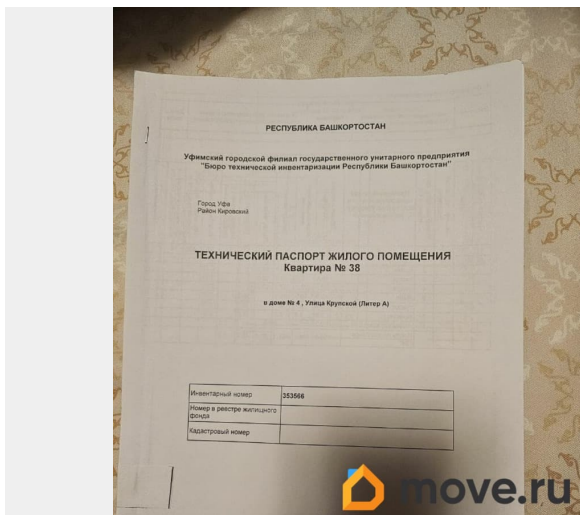 РЕСПУБЛИКА БАШКОРТОСТАН
Уфимский городской филиал государственного унитарного предприятия
"Бюро технической инвентаризации Республики Башкортостан"
Город Уфа
Район Кировский
ТЕХНИЧЕСКИЙ ПАСПОРТ ЖИЛОГО ПОМЕЩЕНИЯ
Квартира № 38
в доме № 4 , Улица Крупской (Литер А)
Инвентарный номер 353566
Номер в реестре жилищного
фонда
Кадастровый номер
move.ru